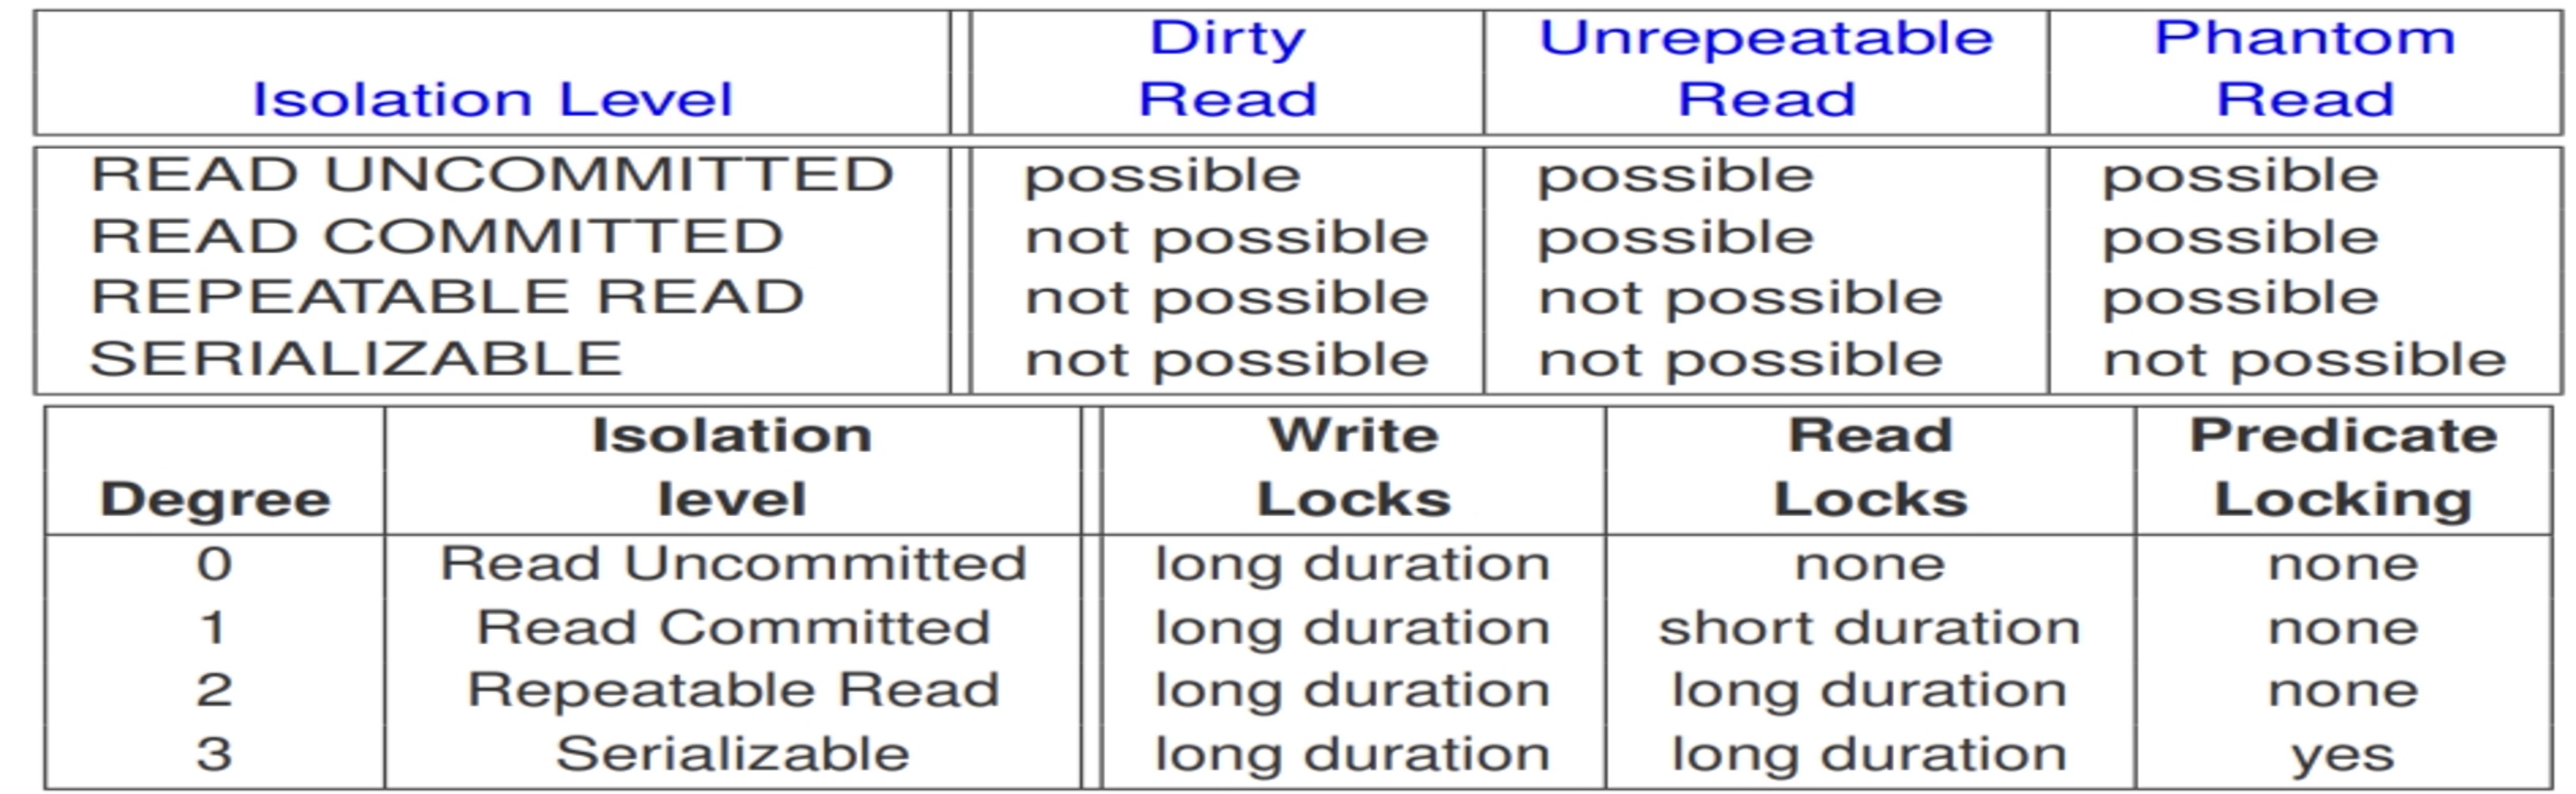 Dirty Unrepeatable Phantom
Isolation Level Read Read Read
READ UNCOMMITTED possible possible possible
READ COMMITTED not possible possible possible
REPEATABLE READ not possible not possible possible
SERIALIZABLE not possible not possible not possible
Isolation Write Read Predicate
Degree level Locks Locks Locking
0 Read Uncommitted long duration none none
1 Read Committed long duration short duration none
2 Repeatable Read long duration long duration none
3 Serializable long duration long duration yes